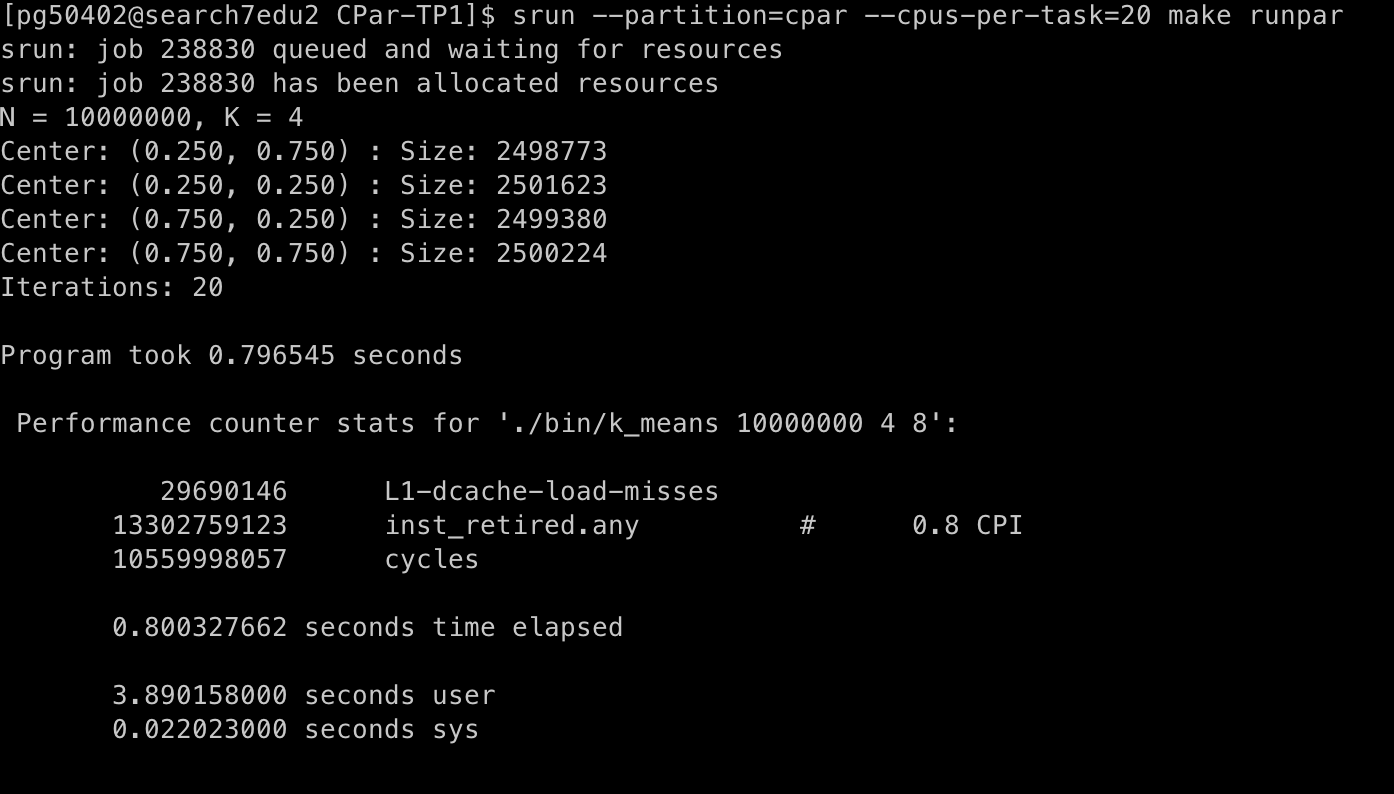 [pg50402@search7edu2 CPar-TP1]$ srun --partition=cpar --cpus-per-task=20 make runpar
srun: job 238830 queued and waiting for resources
srun: job 238830 has been allocated resources
N = 10000000, K = 4
Center: (0.250, 0.750) : Size: 2498773
Center: (0.250, 0.250) : Size: 2501623
Center: (0.750, 0.250) : Size: 2499380
Center: (0.750, 0.750) : Size: 2500224
Iterations: 20
Program took 0.796545 seconds
Performance counter stats for './bin/k_means 10000000 4 8':
29690146 L1-dcache-load-misses
13302759123 inst_retired.any # 0.8 CPI
10559998057 cycles
0.800327662 seconds time elapsed
3.890158000 seconds user
0.022023000 seconds sys